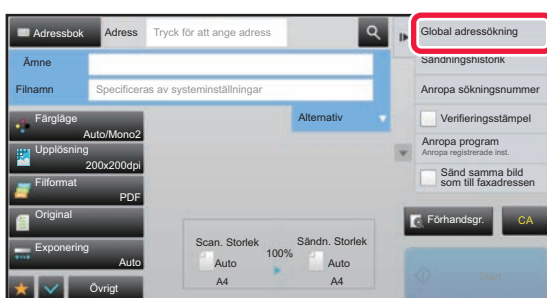 Adressbok
Adress
Tryck för att ange adress
Ämne
Filnamn
Specificeras av systeminställningar
Alternativ
Färgläge
Auto/Mono2
Upplösning
200x200dpi
Filformat
PDF
Original
Exponering
Auto
Övrigt
Scan. Storlek
100%
Sändn. Storlek
Auto
Auto
A4
A4
Global adressökning
Sändningshistorik
Anropa sökningsnummer
Verifieringsstämpel
Anropa program
Anropa registrerade inst.
Sänd samma bild
som till faxadressen
Förhandsgr.
CA
Start